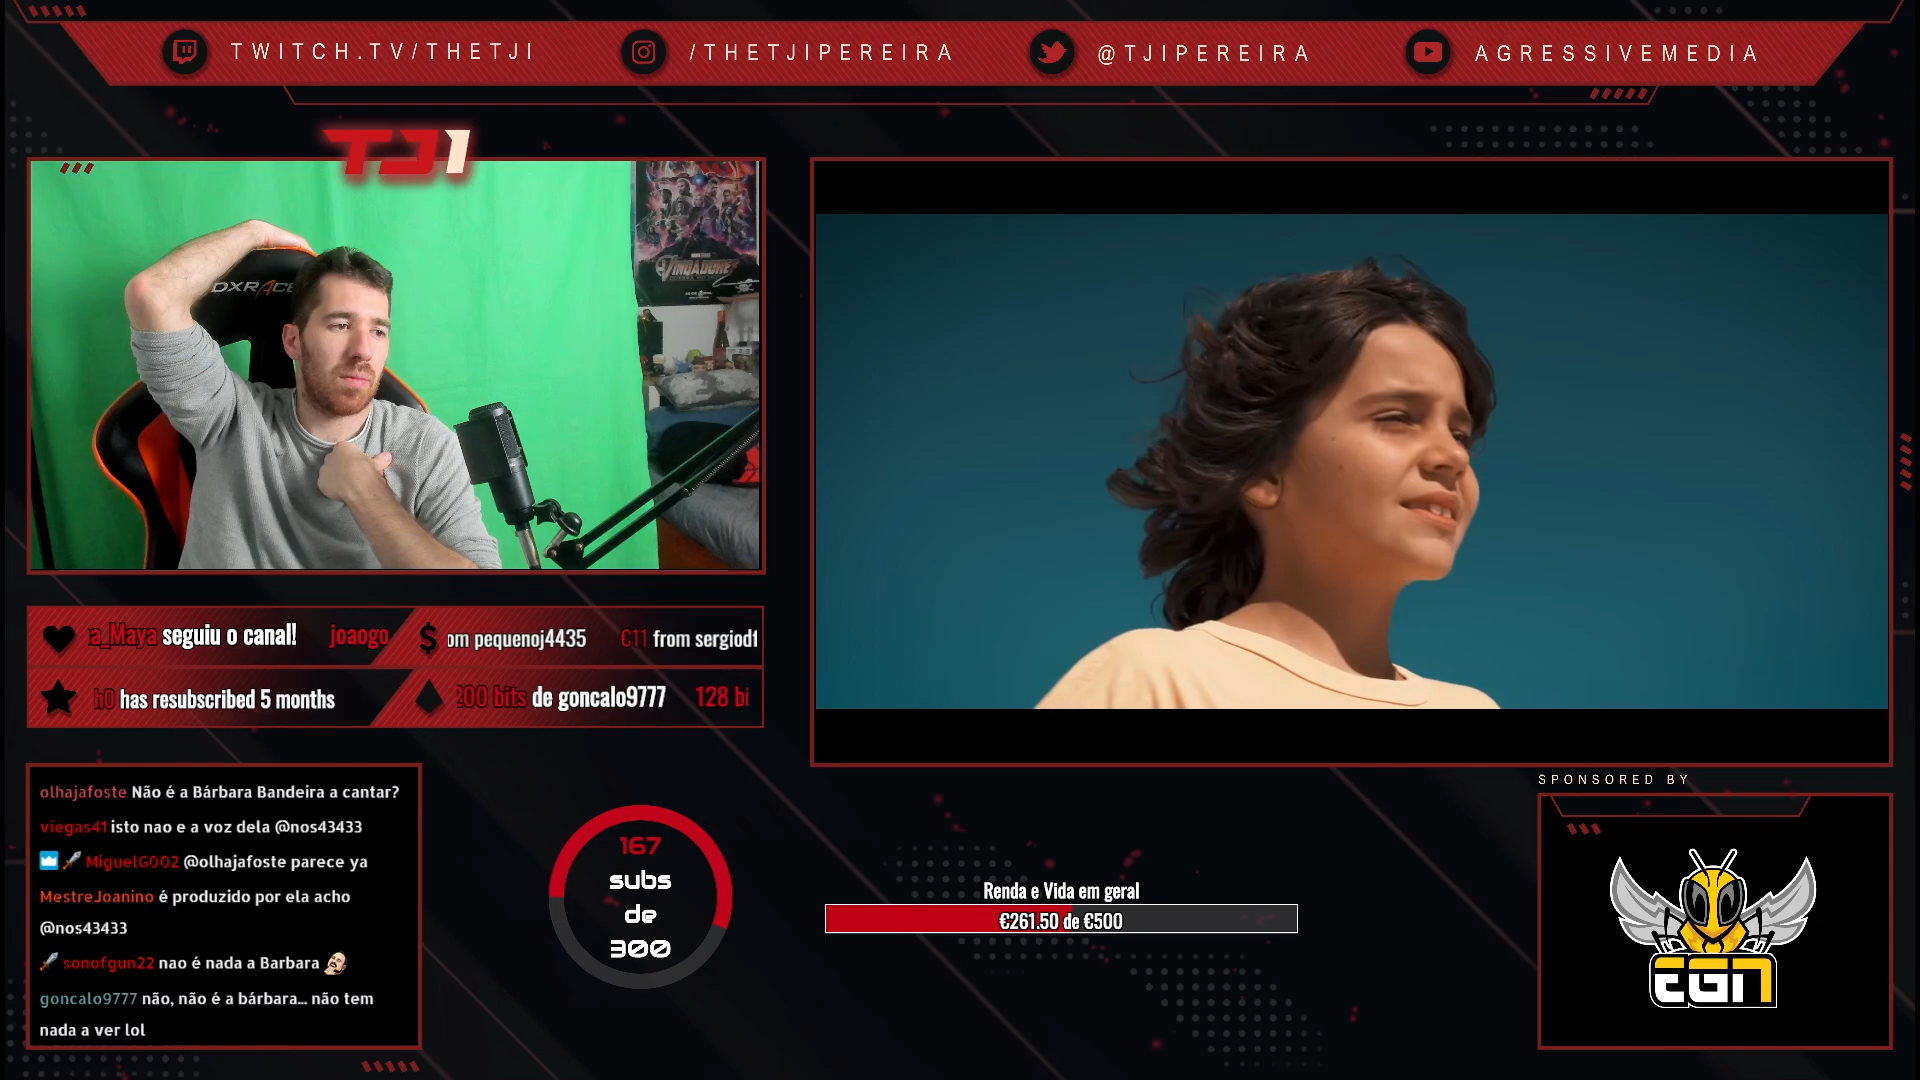 TWITCH.TV/THETJI
/THETJIPEREIRA
@TJIPEREIRA
AGRESSIVEMEDIA
TJI
DXRACE
VINGADORES
a_Maya seguiu o canal! joaogo
$ om pequenoj4435 €11 from sergiodf
h0 has resubscribed 5 months
200 bits de goncalo9777 128 bi
olhajafoste Não é a Bárbara Bandeira a cantar?
viegas41 isto nao e a voz dela @nos43433
MiguelG002 @olhajafoste parece ya
MestreJoanino é produzido por ela acho
@nos43433
sonofgun22 nao é nada a Barbara
goncalo9777 não, não é a bárbara... não tem
nada a ver lol
167
subs
de
300
Renda e Vida em geral
€261.50 de €500
SPONSORED BY
EGN